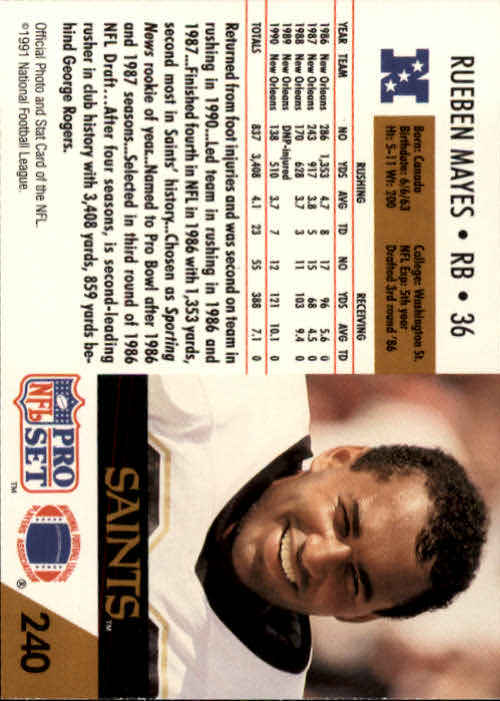 RUEBEN MAYES • RB • 36
Born: Canada
Birthdate: 6/6/63
Ht: 5-11 Wt: 200
College: Washington St.
NFL Exp: 5th year
Drafted 3rd round '86
RUSHING RECEIVING
YEAR TEAM NO YDS AVG TD NO YDS AVG TD
1986 New Orleans 286 1,353 4.7 8 17 96 5.6 0
1987 New Orleans 243 917 3.8 5 15 68 4.5 0
1988 New Orleans 170 628 3.7 3 11 103 9.4 0
1989 New Orleans DNP-injured
1990 New Orleans 138 510 3.7 7 12 121 10.1 0
TOTALS 837 3,408 4.1 23 55 388 7.1 0
Returned from foot injuries and was second on team in
rushing in 1990...Led team in rushing in 1986 and
1987...Finished fourth in NFL in 1986 with 1,353 yards,
second most in Saints' history...Chosen as Sporting
News rookie of year...Named to Pro Bowl after 1986
and 1987 seasons...Selected in third round of 1986
NFL Draft...After four seasons, is second-leading
rusher in club history with 3,408 yards, 859 yards be-
hind George Rogers.
Official Photo and Stat Card of the NFL.
©1991 National Football League.
SAINTS™
PRO
NFL
SET
™
NATIONAL FOOTBALL LEAGUE
PLAYERS ASSOCIATION
®
240